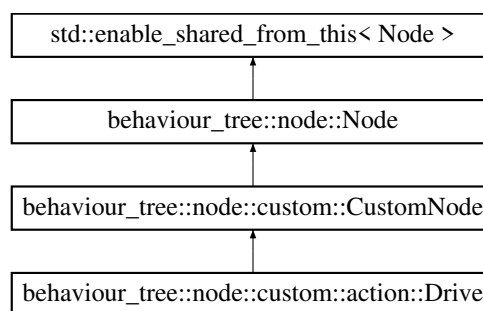 std::enable_shared_from_this< Node >
behaviour_tree::node::Node
behaviour_tree::node::custom::CustomNode
behaviour_tree::node::custom::action::Drive